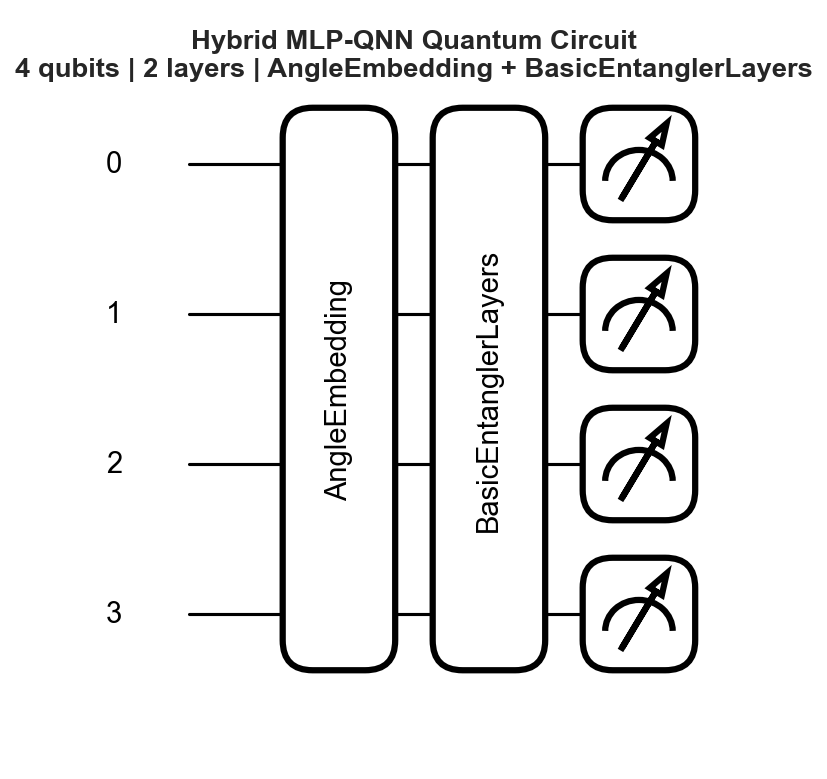 Hybrid MLP-QNN Quantum Circuit
4 qubits | 2 layers | AngleEmbedding + BasicEntanglerLayers
0
1
2
3
AngleEmbedding
BasicEntanglerLayers